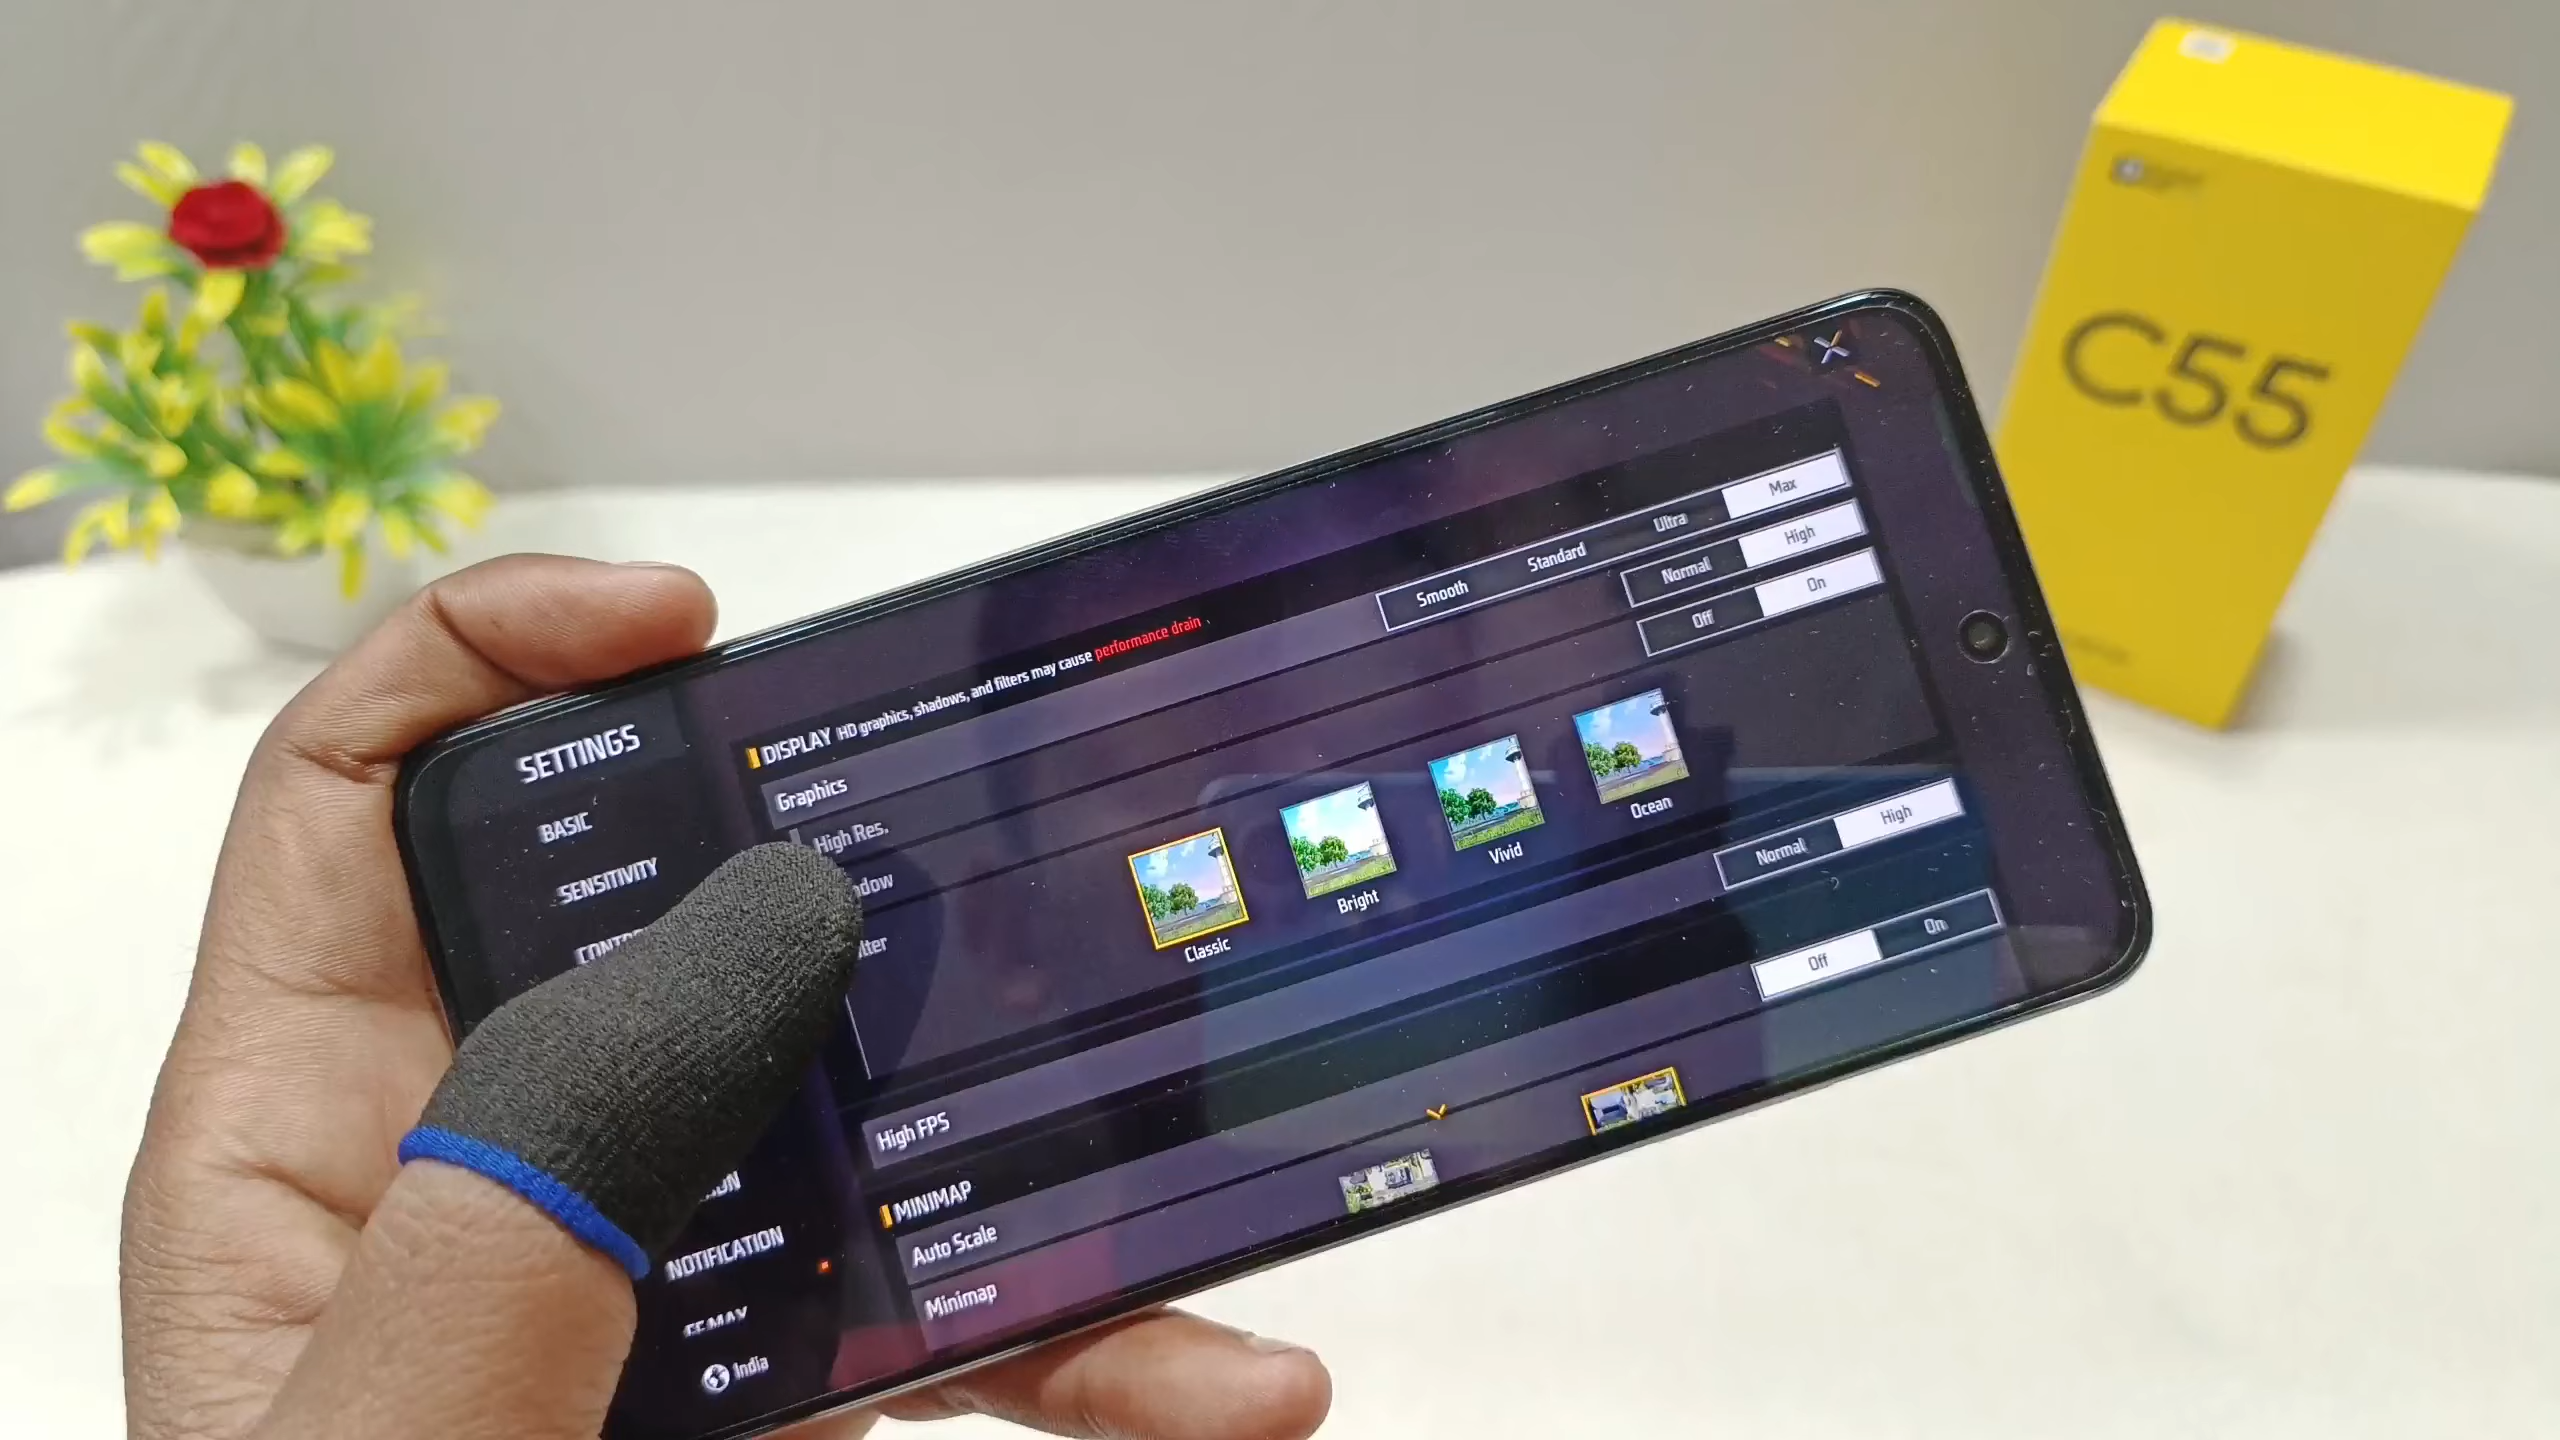 C55
SETTINGS
BASIC
SENSITIVITY
NOTIFICATION
India
DISPLAY HD graphics, shadows, and filters may cause performance drain
Graphics
Smooth Standard Ultra Max
High Res.
Normal High
Off On
Classic Bright Vivid Ocean
High FPS
Normal High
MINIMAP
Auto Scale
Off On
Minimap